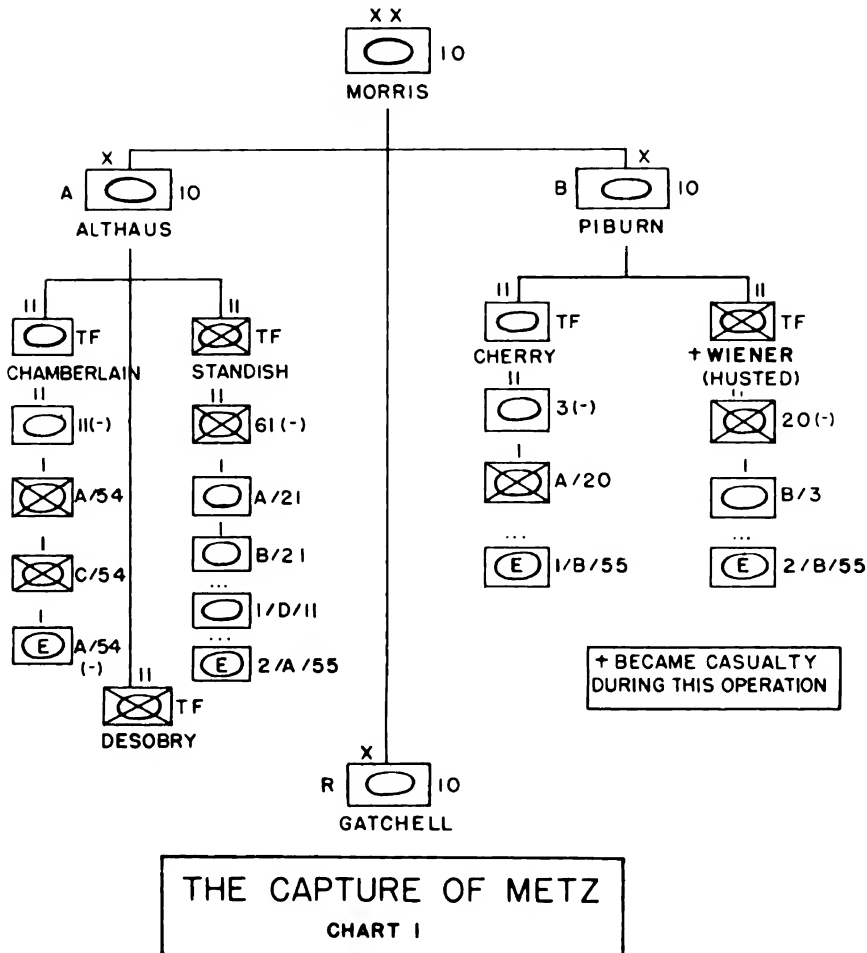 X X
10
MORRIS
X
A 10
ALTHAUS
X
B 10
PIBURN
II
TF
CHAMBERLAIN
II
11(-)
I
A/54
I
C/54
I
E A/54
(-)
II
TF
STANDISH
II
61(-)
I
A/21
I
B/21
...
1/D/11
...
E 2/A/55
II
TF
DESOBRY
II
TF
CHERRY
II
3(-)
I
A/20
...
E 1/B/55
II
TF
+ WIENER
(HUSTED)
II
20(-)
I
B/3
...
E 2/B/55
+ BECAME CASUALTY
DURING THIS OPERATION
X
R 10
GATCHELL
THE CAPTURE OF METZ
CHART I